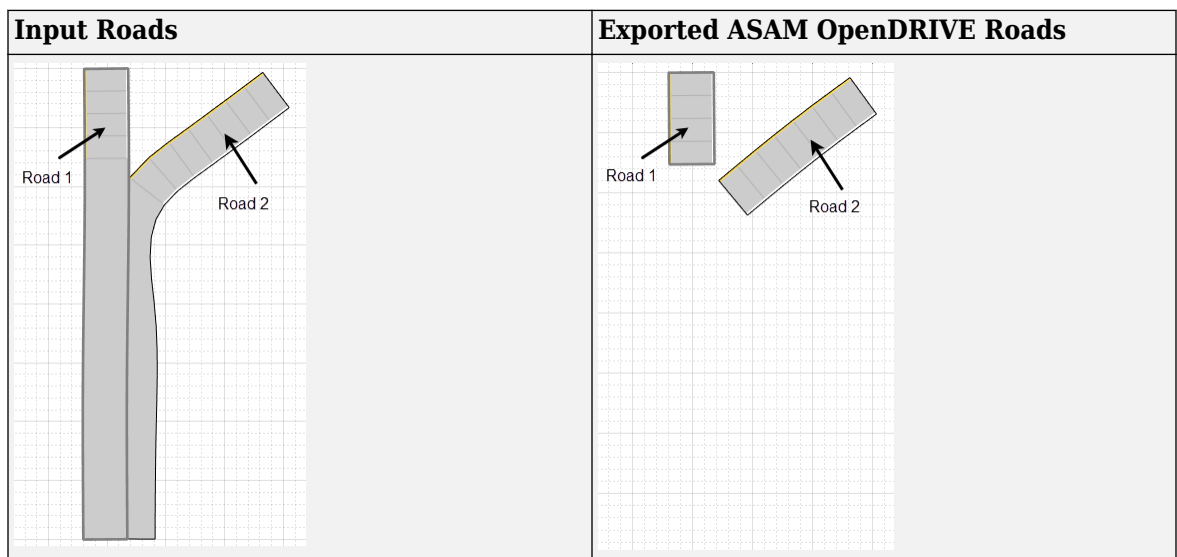 Input Roads
Exported ASAM OpenDRIVE Roads
Road 1
Road 2
Road 1
Road 2